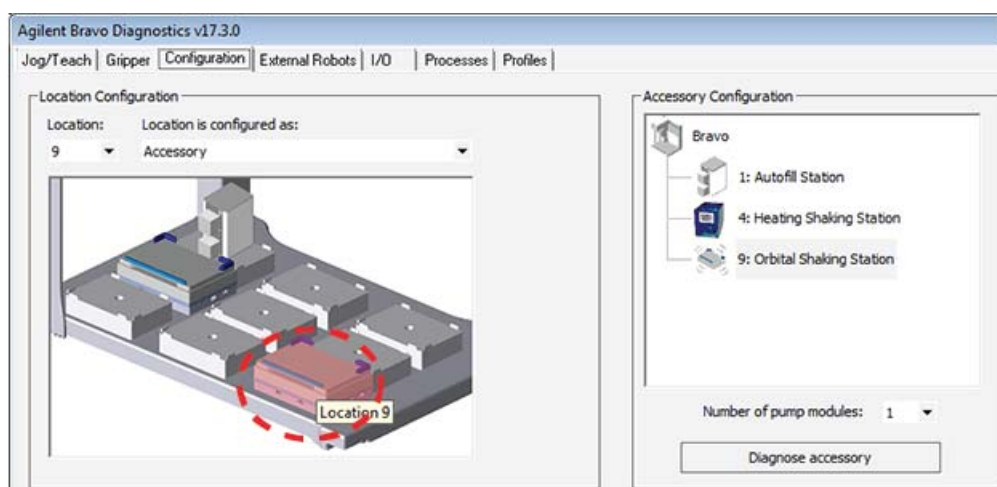 Agilent Bravo Diagnostics v17.3.0
Jog/Teach Gripper Configuration External Robots I/O Processes Profiles
Location Configuration
Location: Location is configured as:
9 Accessory
Location 9
Accessory Configuration
Bravo
1: Autofill Station
4: Heating Shaking Station
9: Orbital Shaking Station
Number of pump modules: 1
Diagnose accessory